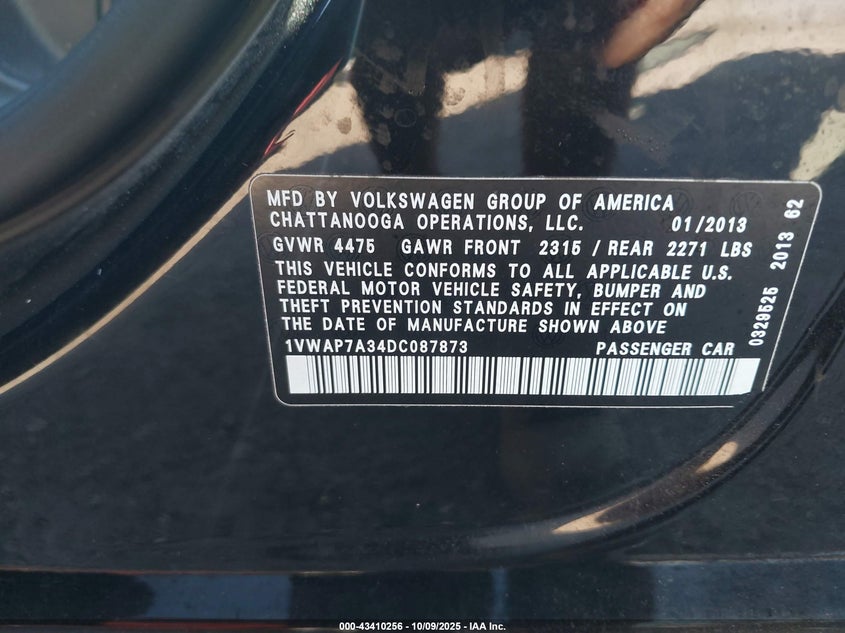 MFD BY VOLKSWAGEN GROUP OF AMERICA
CHATTANOOGA OPERATIONS, LLC. 01/2013
GVWR 4475 GAWR FRONT 2315 / REAR 2271 LBS
THIS VEHICLE CONFORMS TO ALL APPLICABLE U.S.
FEDERAL MOTOR VEHICLE SAFETY, BUMPER AND
THEFT PREVENTION STANDARDS IN EFFECT ON
THE DATE OF MANUFACTURE SHOWN ABOVE
1VWAP7A34DC087873 PASSENGER CAR
0329525 2013 62
000-43410256 - 10/09/2025 - IAA Inc.